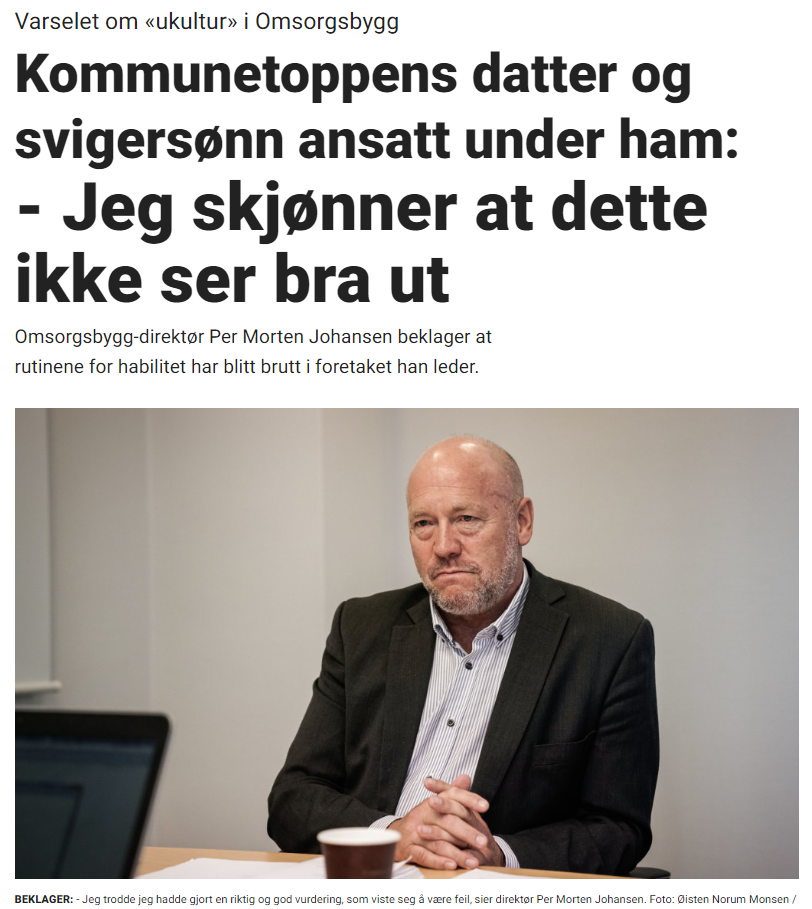 Varselet om «ukultur» i Omsorgsbygg
Kommunetoppens datter og
svigersønn ansatt under ham:
- Jeg skjønner at dette
ikke ser bra ut
Omsorgsbygg-direktør Per Morten Johansen beklager at
rutinene for habilitet har blitt brutt i foretaket han leder.
BEKLAGER: - Jeg trodde jeg hadde gjort en riktig og god vurdering, som viste seg å være feil, sier direktør Per Morten Johansen. Foto: Øisten Norum Monsen /